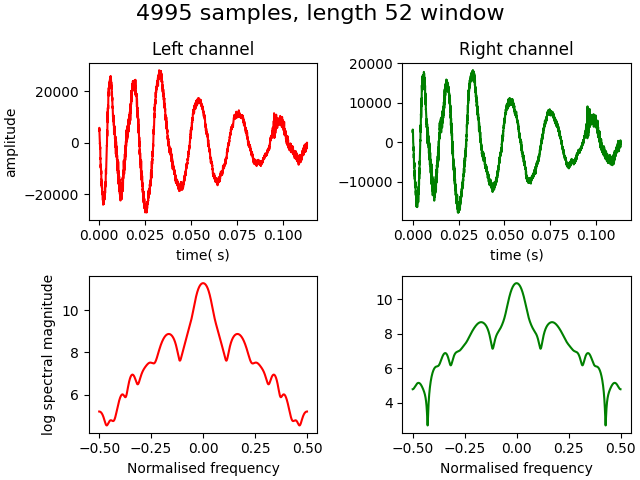 4995 samples, length 52 window
Left channel
Right channel
amplitude
20000
0
−20000
0.000 0.025 0.050 0.075 0.100
time( s)
20000
10000
0
−10000
0.000 0.025 0.050 0.075 0.100
time (s)
log spectral magnitude
10
8
6
−0.50 −0.25 0.00 0.25 0.50
Normalised frequency
10
8
6
4
−0.50 −0.25 0.00 0.25 0.50
Normalised frequency